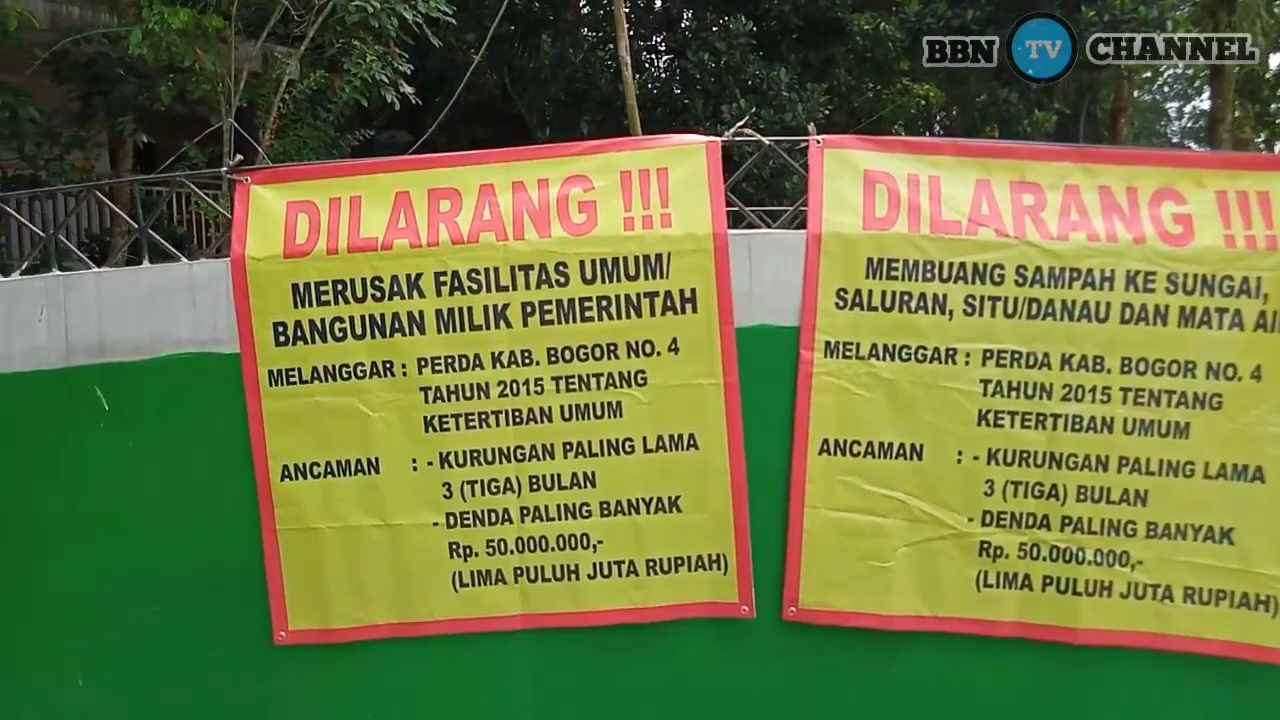 BBN TV CHANNEL
DILARANG !!!
MERUSAK FASILITAS UMUM/
BANGUNAN MILIK PEMERINTAH
MELANGGAR : PERDA KAB. BOGOR NO. 4
TAHUN 2015 TENTANG
KETERTIBAN UMUM
ANCAMAN : - KURUNGAN PALING LAMA
3 (TIGA) BULAN
- DENDA PALING BANYAK
Rp. 50.000.000,-
(LIMA PULUH JUTA RUPIAH)
DILARANG !!!
MEMBUANG SAMPAH KE SUNGAI,
SALURAN, SITU/DANAU DAN MATA
MELANGGAR : PERDA KAB. BOGOR NO. 4
TAHUN 2015 TENTANG
KETERTIBAN UMUM
ANCAMAN : - KURUNGAN PALING LAMA
3 (TIGA) BULAN
- DENDA PALING BANYAK
Rp. 50.000.000,-
(LIMA PULUH JUTA RUPIAH)